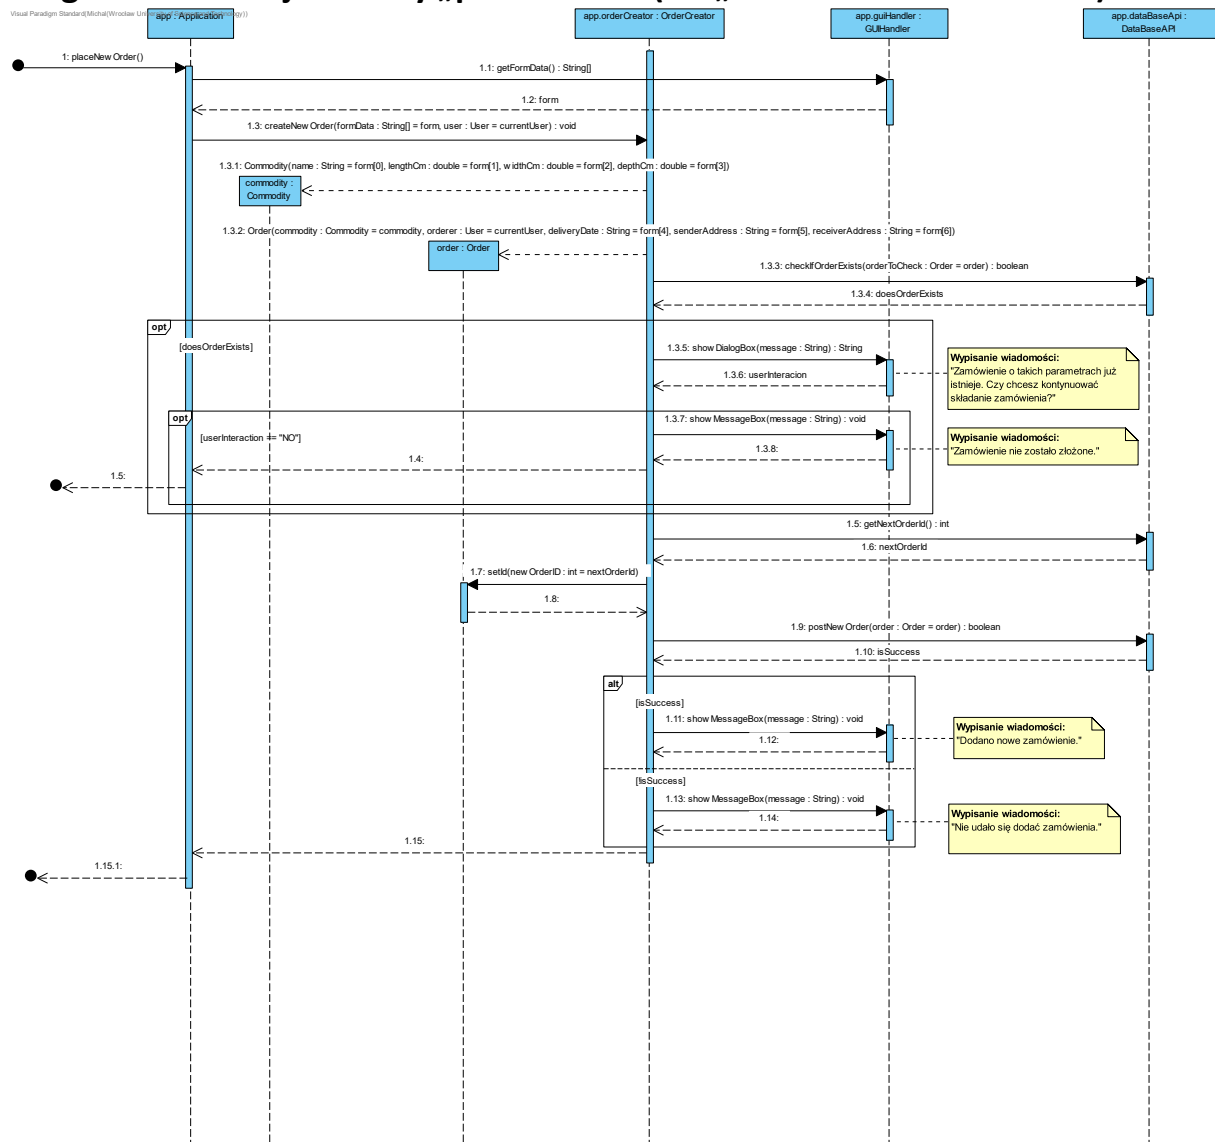 Visual Paradigm Standard(Michal(Wroclaw University of Science and Technology))
app : Application
app.orderCreator : OrderCreator
app.guiHandler :
GUIHandler
app.dataBaseApi :
DataBaseAPI
1: placeNewOrder()
1.1: getFormData() : String[]
1.2: form
1.3: createNewOrder(formData : String[] = form, user : User = currentUser) : void
1.3.1: Commodity(name : String = form[0], lengthCm : double = form[1], widthCm : double = form[2], depthCm : double = form[3])
commodity :
Commodity
1.3.2: Order(commodity : Commodity = commodity, orderer : User = currentUser, deliveryDate : String = form[4], senderAddress : String = form[5], receiverAddress : String = form[6])
order : Order
1.3.3: checkIfOrderExists(orderToCheck : Order = order) : boolean
1.3.4: doesOrderExists
opt
[doesOrderExists]
1.3.5: showDialogBox(message : String) : String
1.3.6: userInteracion
Wypisanie wiadomości:
"Zamówienie o takich parametrach już
istnieje. Czy chcesz kontynuować
składanie zamówienia?"
opt
[userInteraction == "NO"]
1.3.7: showMessageBox(message : String) : void
1.3.8:
Wypisanie wiadomości:
"Zamówienie nie zostało złożone."
1.4:
1.5:
1.5: getNextOrderId() : int
1.6: nextOrderId
1.7: setId(newOrderID : int = nextOrderId)
1.8:
1.9: postNewOrder(order : Order = order) : boolean
1.10: isSuccess
alt
[isSuccess]
1.11: showMessageBox(message : String) : void
1.12:
Wypisanie wiadomości:
"Dodano nowe zamówienie."
[!isSuccess]
1.13: showMessageBox(message : String) : void
1.14:
Wypisanie wiadomości:
"Nie udało się dodać zamówienia."
1.15:
1.15.1: